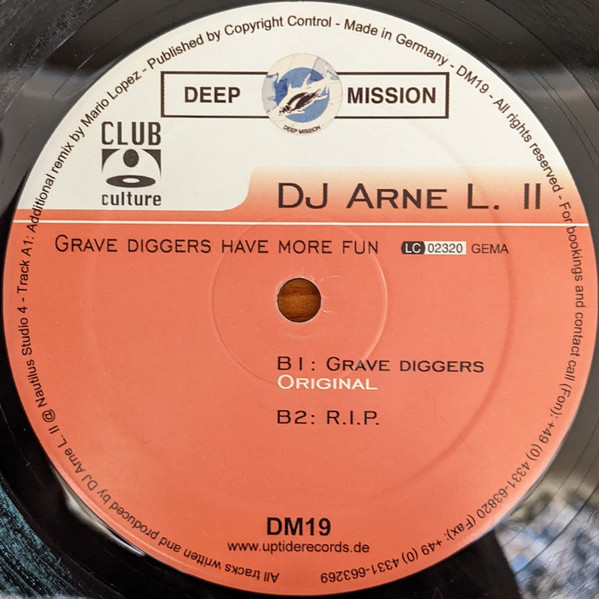 All tracks written and produced by DJ Arne L. II @ Nautilus Studio 4 - Track A1: Additional remix by Mario Lopez - Published by Copyright Control - Made in Germany - DM19 - All rights reserved - For bookings and contact call (Fon): +49 (0) 4331-63820 (Fax): +49 (0) 4331-663269
DEEP MISSION
DEEP MISSION
CLUB
culture
DJ ARNE L. II
GRAVE DIGGERS HAVE MORE FUN LC 02320 GEMA
B1: GRAVE DIGGERS
ORIGINAL
B2: R.I.P.
DM19
www.uptiderecords.de